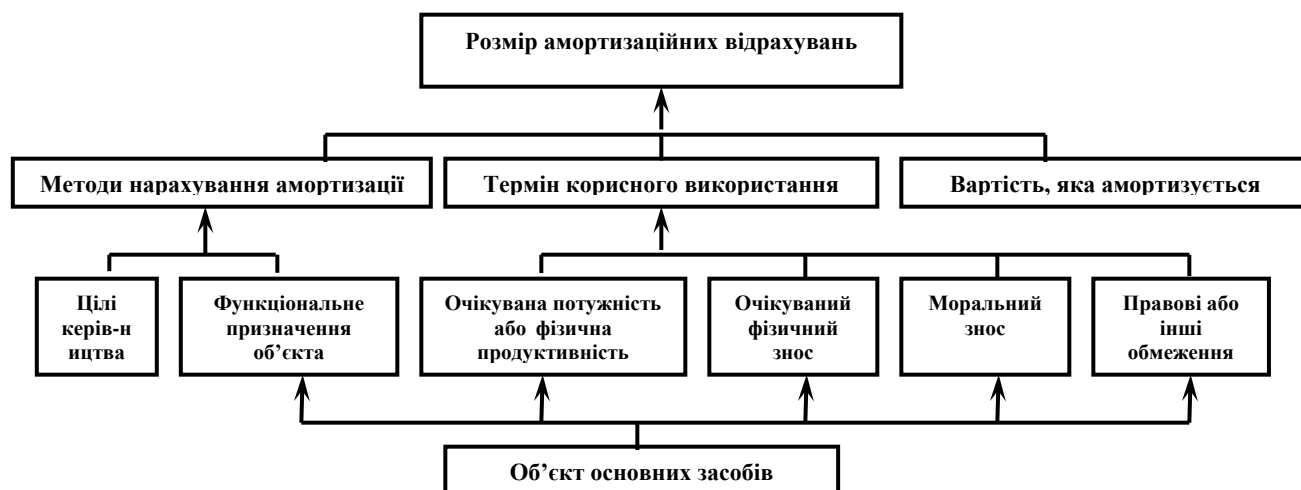 Розмір амортизаційних відрахувань
Методи нарахування амортизації
Термін корисного використання
Вартість, яка амортизується
Цілі
керів-н
ицтва
Функціональне
призначення
об’єкта
Очікувана потужність
або фізична
продуктивність
Очікуваний
фізичний
знос
Моральний
знос
Правові або
інші
обмеження
Об’єкт основних засобів